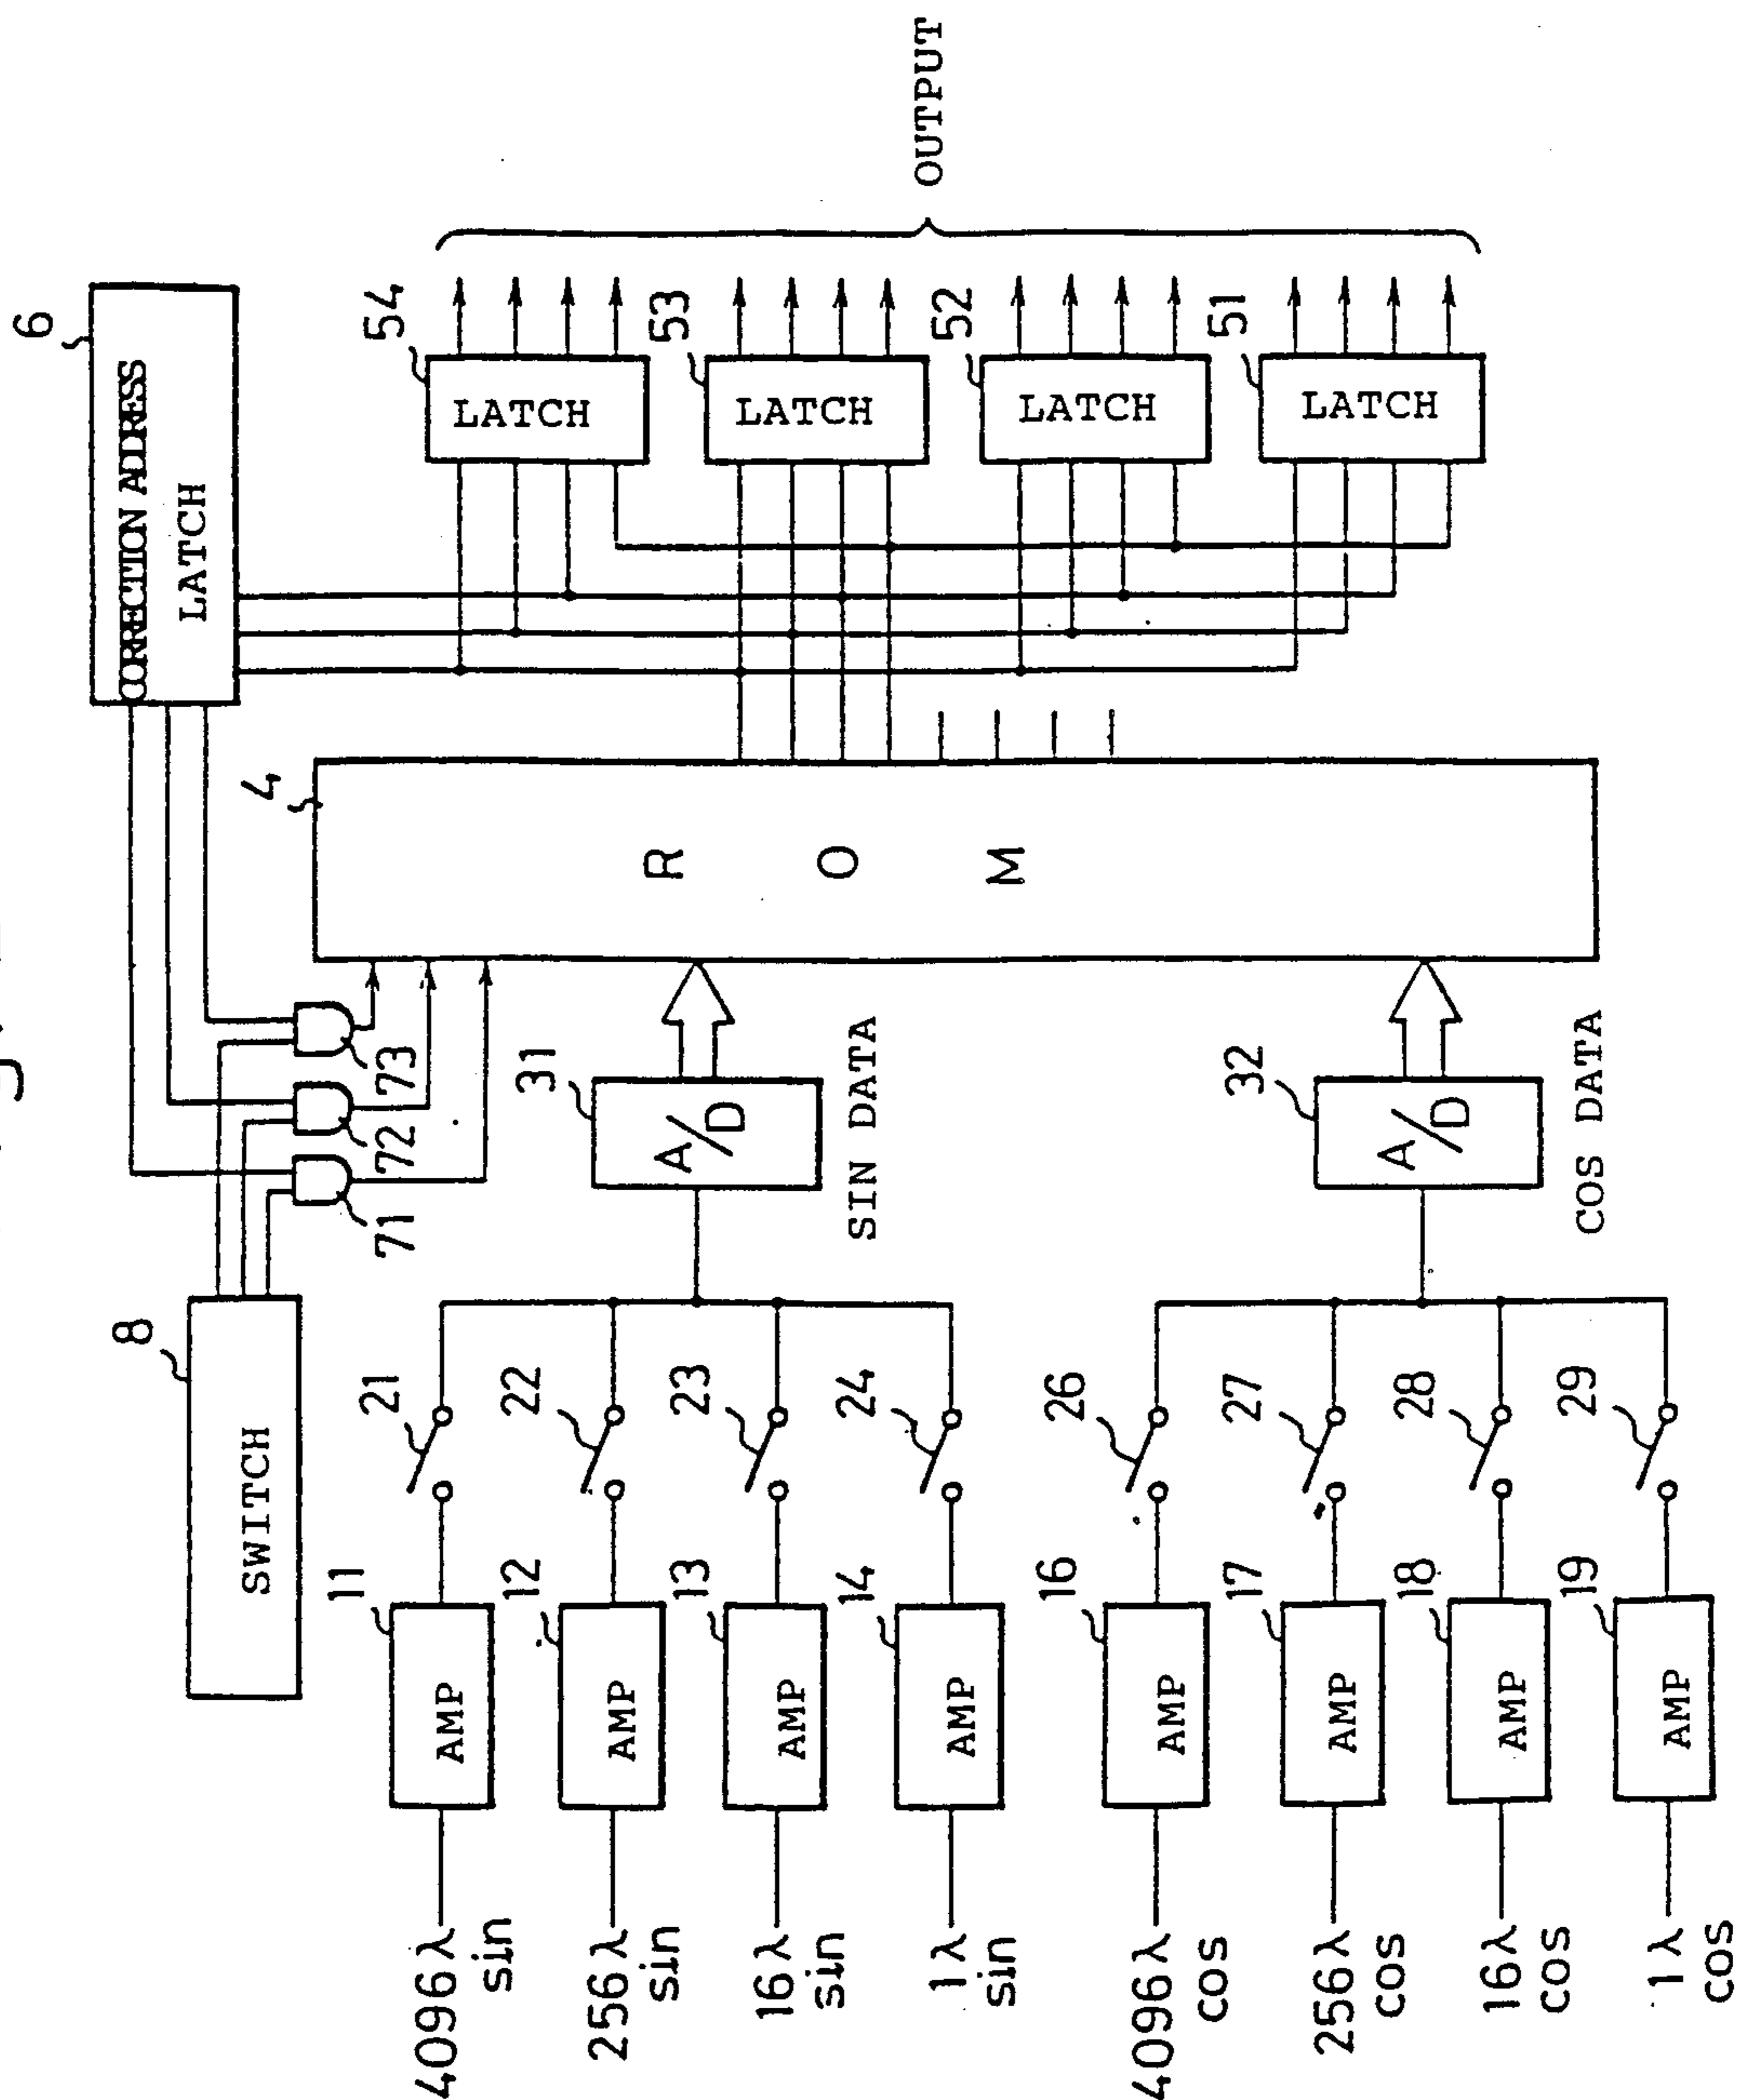 6
CORRECTION ADDRESS
LATCH
8
SWITCH
71
72
73
4
R O M
54
LATCH
53
LATCH
52
LATCH
51
LATCH
OUTPUT
4096λ
sin
11
AMP
21
256λ
sin
12
AMP
22
16λ
sin
13
AMP
23
1λ
sin
14
AMP
24
31
A/D
SIN DATA
4096λ
cos
16
AMP
26
256λ
cos
17
AMP
27
16λ
cos
18
AMP
28
1λ
cos
19
AMP
29
32
A/D
COS DATA